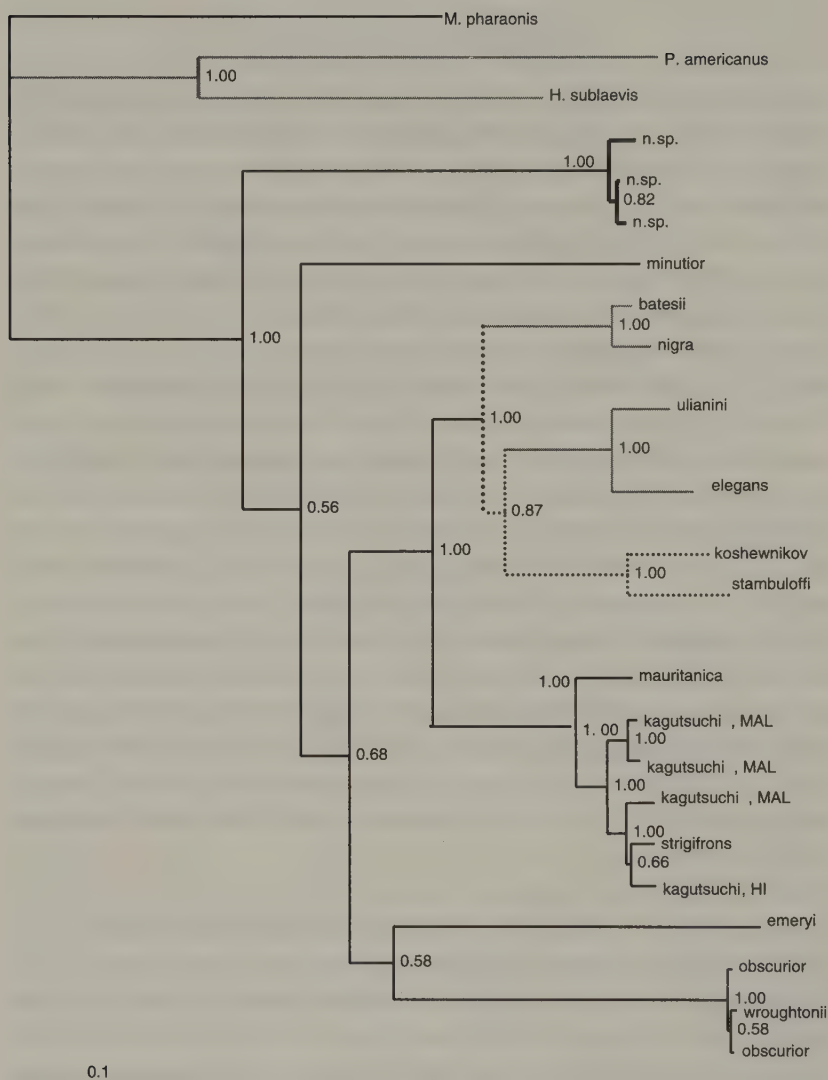 M. pharaonis
P. americanus
1.00
H. sublaevis
n.sp.
1.00
n.sp.
0.82
n.sp.
minutior
batesii
1.00
nigra
ulianini
1.00
1.00
elegans
0.87
koshewnikov
1.00
stambuloffi
1.00
0.56
1.00
mauritanica
1.00
kagutsuchi , MAL
1. 00
1.00
kagutsuchi , MAL
1.00
kagutsuchi , MAL
1.00
strigifrons
0.66
kagutsuchi, HI
0.68
emeryi
0.58
obscurior
1.00
wroughtonii
0.58
obscurior
0.1